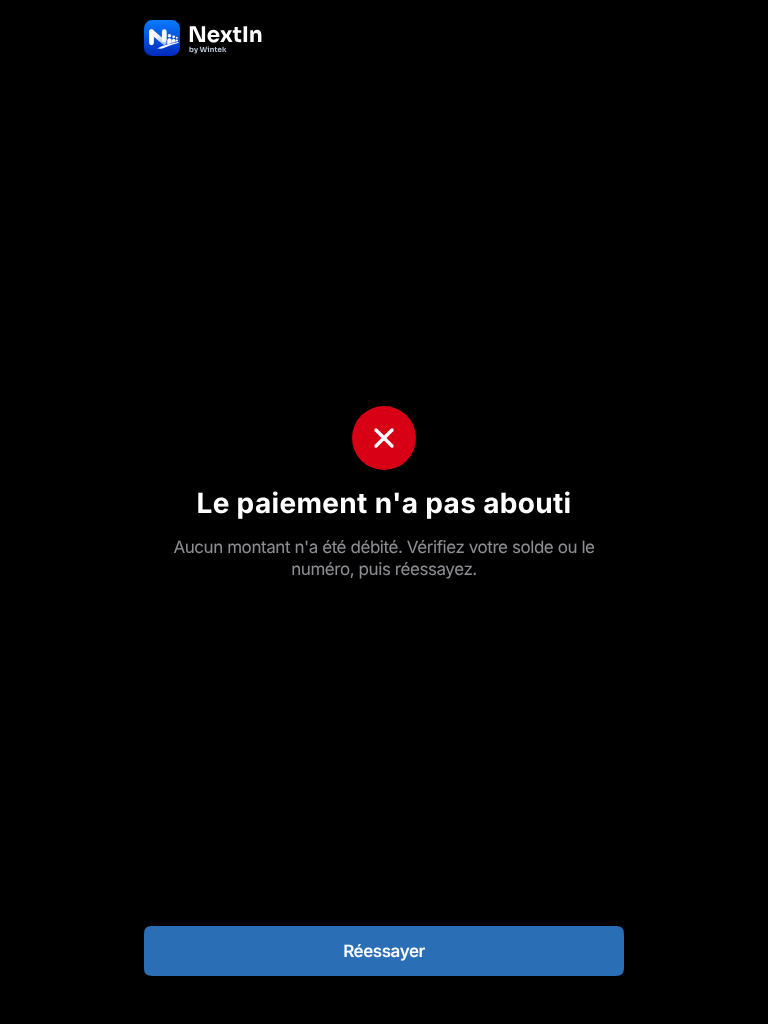 NextIn
by Wintek
Le paiement n'a pas abouti
Aucun montant n'a été débité. Vérifiez votre solde ou le
numéro, puis réessayez.
Réessayer